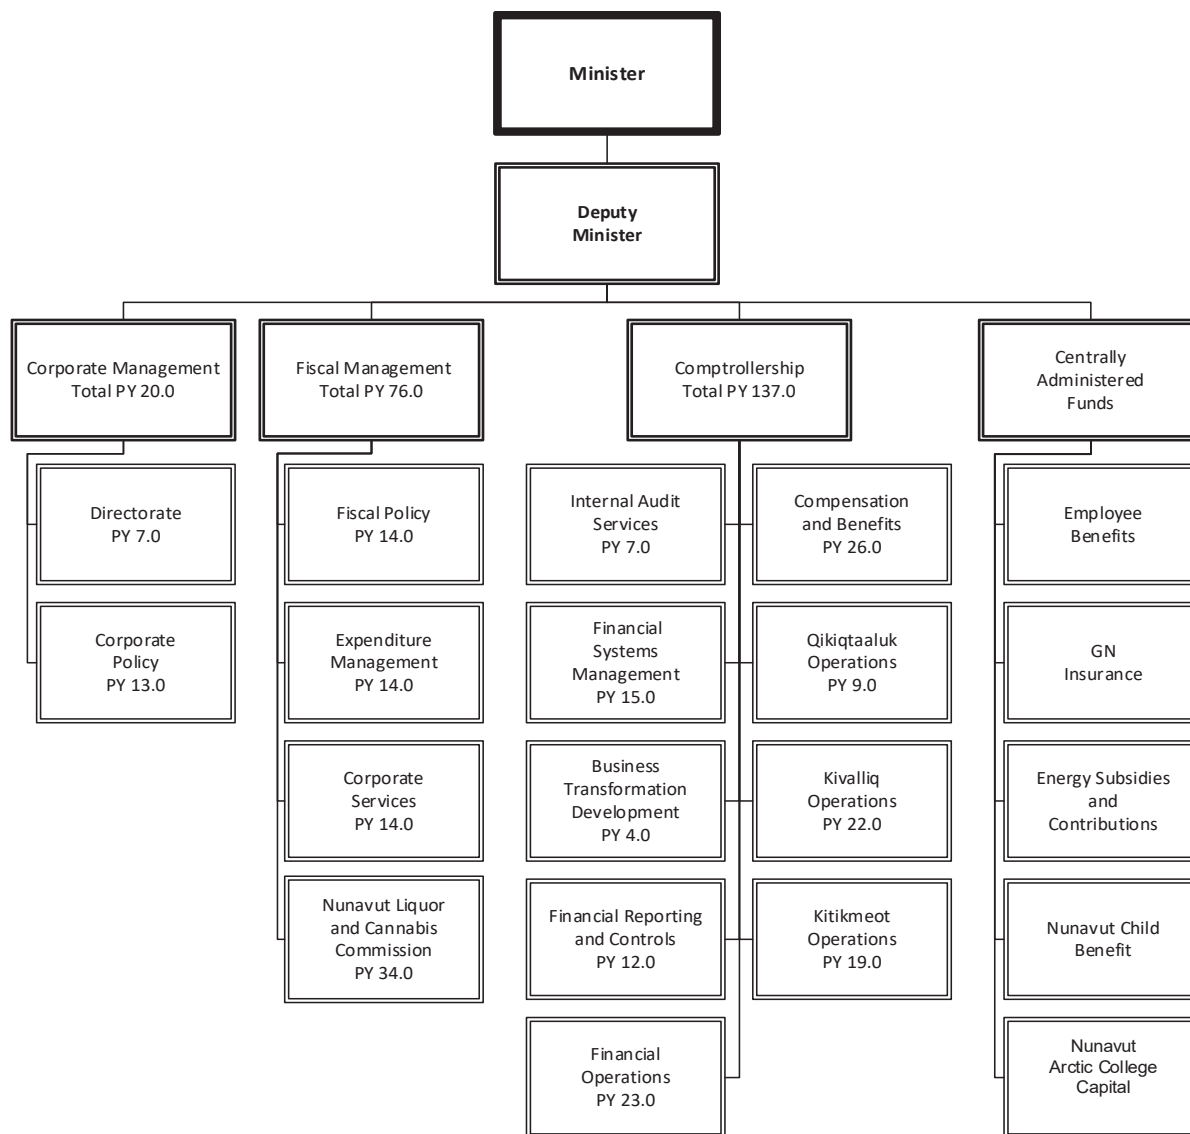 Minister
Deputy
Minister
Corporate Management
Total PY 20.0
Fiscal Management
Total PY 76.0
Comptrollership
Total PY 137.0
Centrally
Administered
Funds
Directorate
PY 7.0
Corporate
Policy
PY 13.0
Fiscal Policy
PY 14.0
Expenditure
Management
PY 14.0
Corporate
Services
PY 14.0
Nunavut Liquor
and Cannabis
Commission
PY 34.0
Internal Audit
Services
PY 7.0
Financial
Systems
Management
PY 15.0
Business
Transformation
Development
PY 4.0
Financial Reporting
and Controls
PY 12.0
Financial
Operations
PY 23.0
Compensation
and Benefits
PY 26.0
Qikiqtaaluk
Operations
PY 9.0
Kivalliq
Operations
PY 22.0
Kitikmeot
Operations
PY 19.0
Employee
Benefits
GN
Insurance
Energy Subsidies
and
Contributions
Nunavut Child
Benefit
Nunavut
Arctic College
Capital